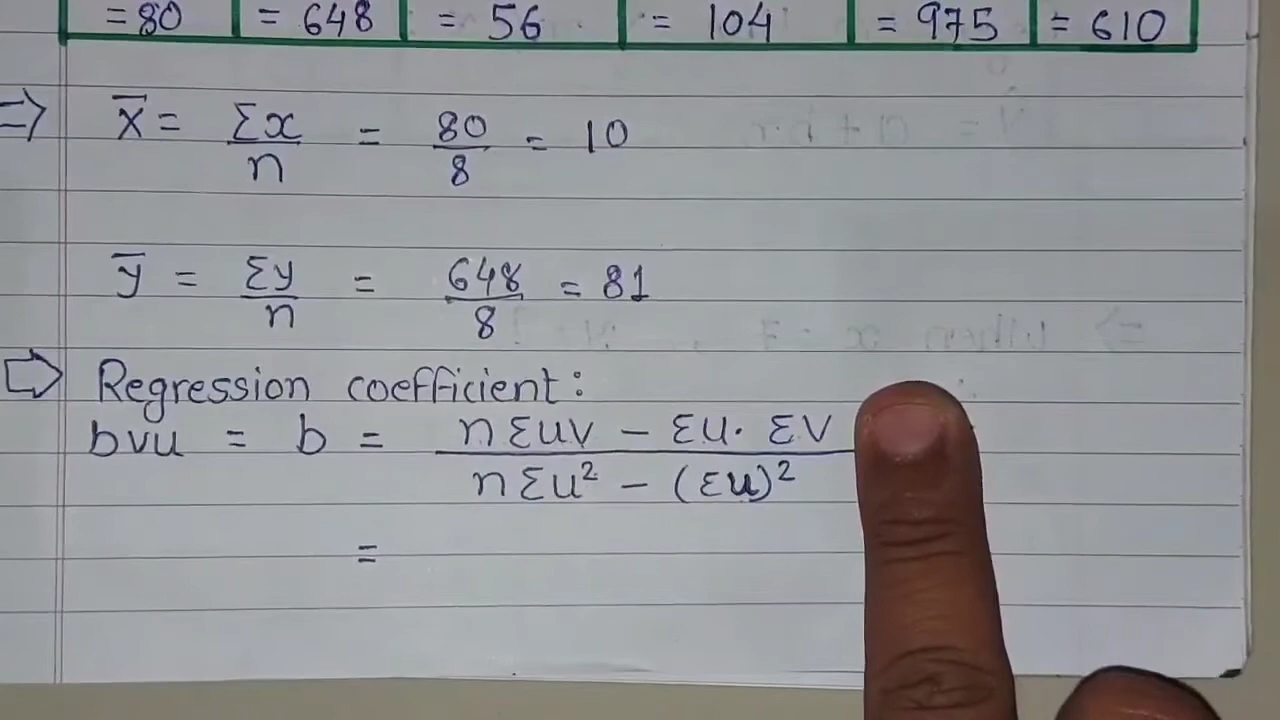 =80 = 648 = 56 = 104 = 975 = 610
⇒ x̄ = Σx/n = 80/8 = 10
ȳ = Σy/n = 648/8 = 81
⇒ Regression coefficient:
bvu = b = nΣuv - Σu. Σv / nΣu² - (Σu)²
=